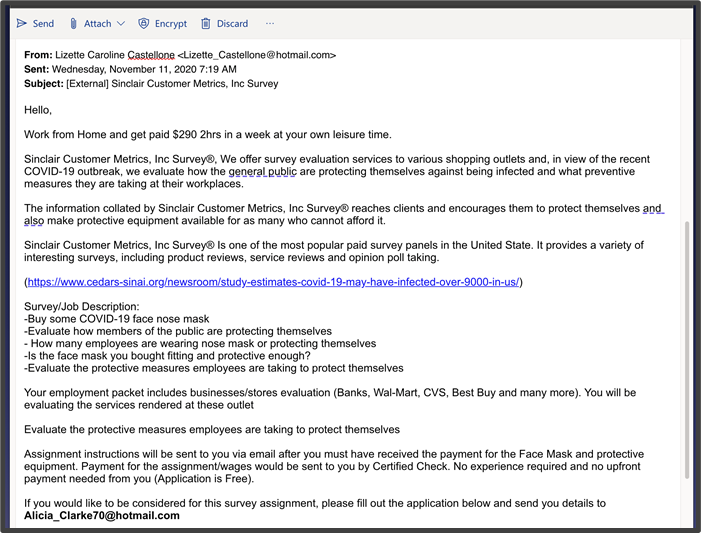 Send Attach Encrypt Discard ...
From: Lizette Caroline Castellone <Lizette_Castellone@hotmail.com>
Sent: Wednesday, November 11, 2020 7:19 AM
Subject: [External] Sinclair Customer Metrics, Inc Survey
Hello,
Work from Home and get paid $290 2hrs in a week at your own leisure time.
Sinclair Customer Metrics, Inc Survey®, We offer survey evaluation services to various shopping outlets and, in view of the recent
COVID-19 outbreak, we evaluate how the general public are protecting themselves against being infected and what preventive
measures they are taking at their workplaces.
The information collated by Sinclair Customer Metrics, Inc Survey® reaches clients and encourages them to protect themselves and
also make protective equipment available for as many who cannot afford it.
Sinclair Customer Metrics, Inc Survey® Is one of the most popular paid survey panels in the United State. It provides a variety of
interesting surveys, including product reviews, service reviews and opinion poll taking.
(https://www.cedars-sinai.org/newsroom/study-estimates-covid-19-may-have-infected-over-9000-in-us/)
Survey/Job Description:
-Buy some COVID-19 face nose mask
-Evaluate how members of the public are protecting themselves
- How many employees are wearing nose mask or protecting themselves
-Is the face mask you bought fitting and protective enough?
-Evaluate the protective measures employees are taking to protect themselves
Your employment packet includes businesses/stores evaluation (Banks, Wal-Mart, CVS, Best Buy and many more). You will be
evaluating the services rendered at these outlet
Evaluate the protective measures employees are taking to protect themselves
Assignment instructions will be sent to you via email after you must have received the payment for the Face Mask and protective
equipment. Payment for the assignment/wages would be sent to you by Certified Check. No experience required and no upfront
payment needed from you (Application is Free).
If you would like to be considered for this survey assignment, please fill out the application below and send you details to
Alicia_Clarke70@hotmail.com